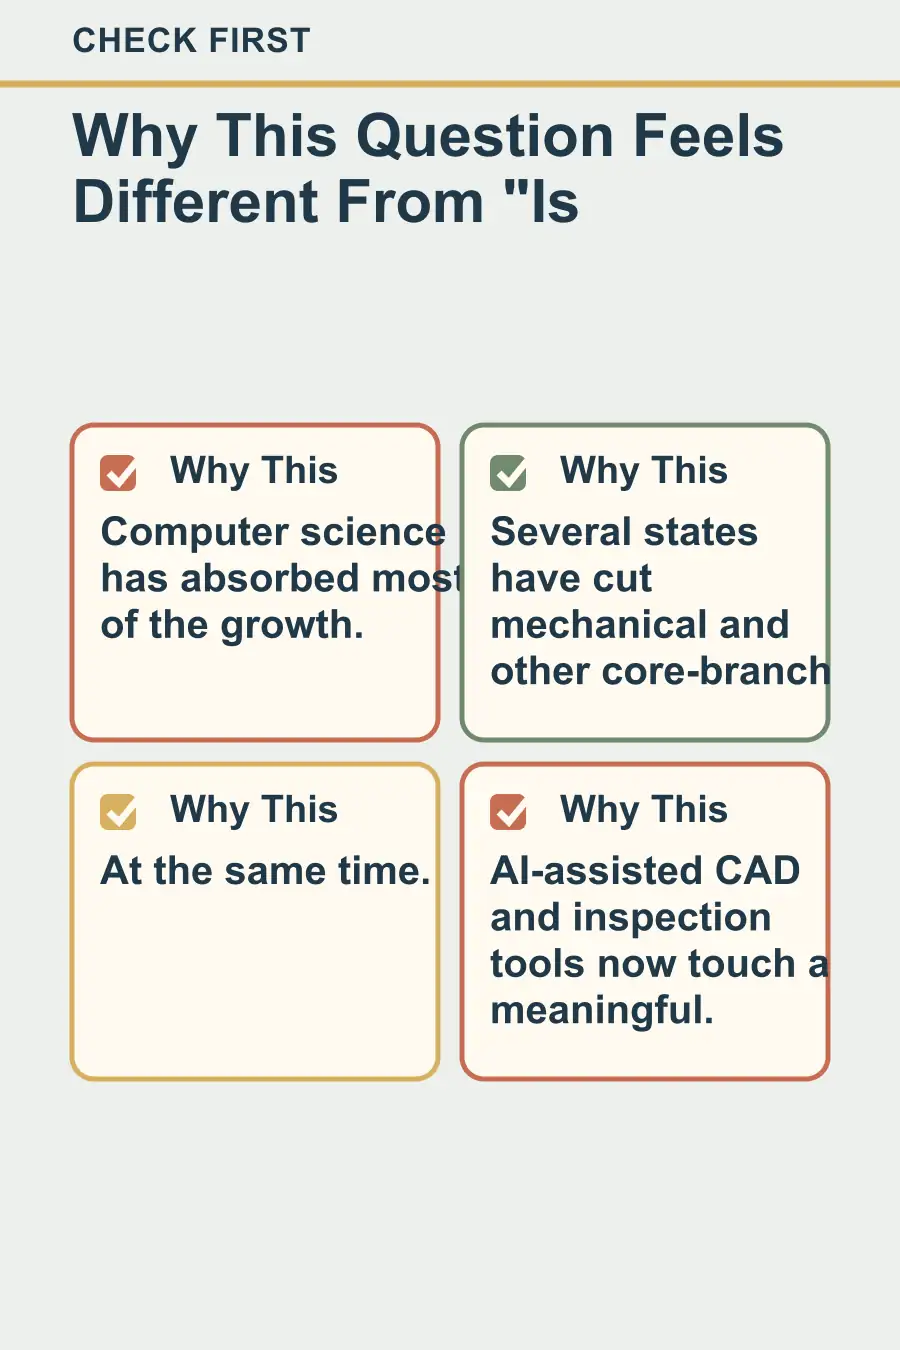 CHECK FIRST
Why This Question Feels
Different From "Is
Why This
Computer science
has absorbed most
of the growth.
Why This
Several states
have cut
mechanical and
other core-branch
Why This
At the same time.
Why This
AI-assisted CAD
and inspection
tools now touch a
meaningful.